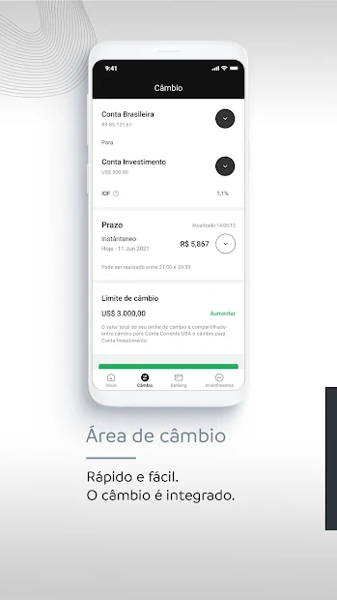 9:41
Câmbio
Conta Brasileira
R$ 85.121,61
Para
Conta Investimento
US$ 900,00
IOF ?
1,1%
Prazo
Atualizado 14:09:12
Instântaneo
R$ 5,867
Hoje - 11 Jun 2021
Pode ser realizado entre 21:00 e 20:59
Limite de câmbio
US$ 3.000,00
Aumentar
O valor total do seu limite de câmbio é compartilhado
entre câmbio para Conta Corrente USA e câmbio para
Conta Investimento.
Início
Câmbio
Banking
Investimentos
Área de câmbio
Rápido e fácil.
O câmbio é integrado.